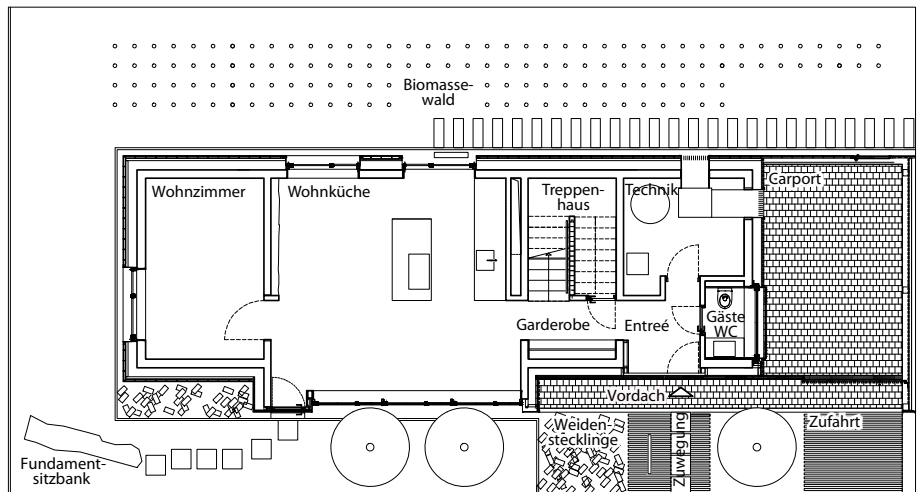 Biomasse-
wald
Wohnzimmer
Wohnküche
Treppen-
haus
Technik
Carport
Garderobe
Entreé
Gäste
WC
Vordach
Weiden-
stecklinge
Zuwegung
Zufahrt
Fundament-
sitzbank